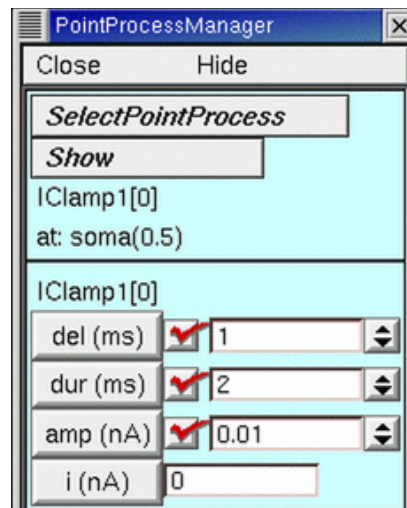 PointProcessManager
Close Hide
SelectPointProcess
Show
IClamp1[0]
at: soma(0.5)
IClamp1[0]
del (ms) 1
dur (ms) 2
amp (nA) 0.01
i (nA) 0